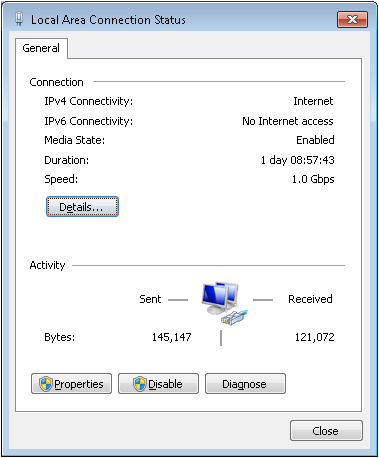 Local Area Connection Status
General
Connection
IPv4 Connectivity: Internet
IPv6 Connectivity: No Internet access
Media State: Enabled
Duration: 1 day 08:57:43
Speed: 1.0 Gbps
Details...
Activity
Sent Received
Bytes: 145,147 121,072
Properties Disable Diagnose
Close